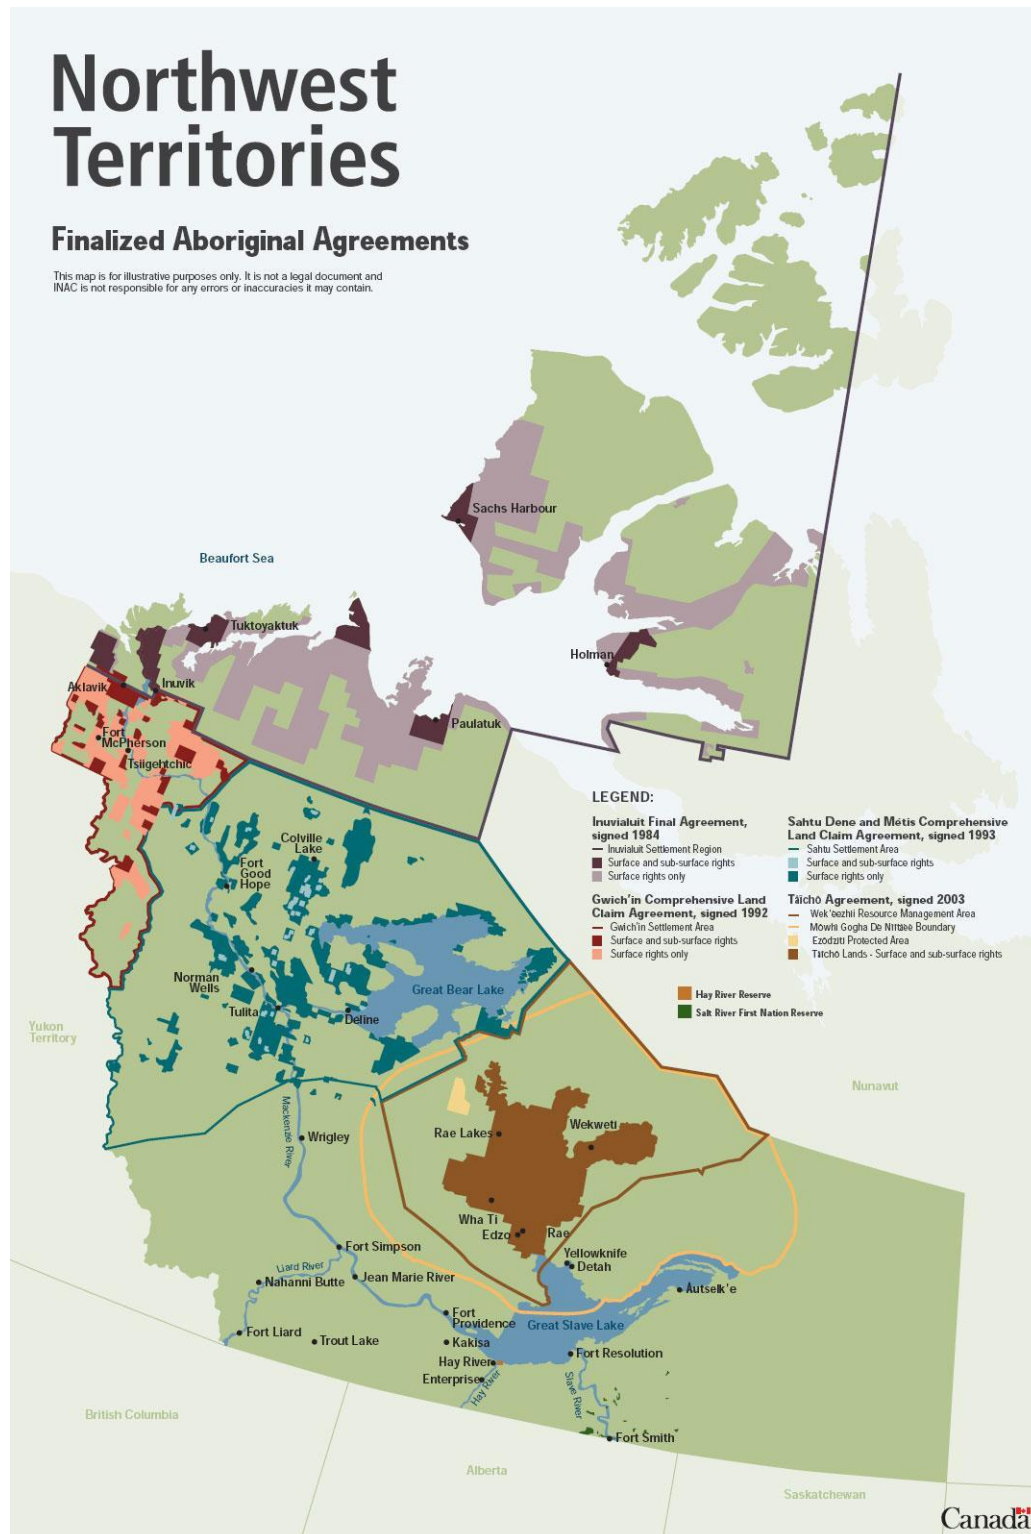 Northwest
Territories
Finalized Aboriginal Agreements
This map is for illustrative purposes only. It is not a legal document and
INAC is not responsible for any errors or inaccuracies it may contain.
Beaufort Sea
Sachs Harbour
Tuktoyaktuk
Holman
Aklavik
Inuvik
Paulatuk
Fort
McPherson
Tsiigehtchic
Colville
Lake
Fort
Good
Hope
Norman
Wells
Great Bear Lake
Tulita
Deline
Yukon
Territory
LEGEND:
Inuvialuit Final Agreement,
signed 1984
Inuvialuit Settlement Region
Surface and sub-surface rights
Surface rights only
Gwich'in Comprehensive Land
Claim Agreement, signed 1992
Gwich'in Settlement Area
Surface and sub-surface rights
Surface rights only
Sahtu Dene and Métis Comprehensive
Land Claim Agreement, signed 1993
Sahtu Settlement Area
Surface and sub-surface rights
Surface rights only
Tåîchô Agreement, signed 2003
Wek'èezhìi Resource Management Area
Môwhì Gogha Dè Nîîtåèè Boundary
Ezôdzìtì Protected Area
Tåîchô Lands - Surface and sub-surface rights
Hay River Reserve
Salt River First Nation Reserve
Nunavut
Mackenzie River
Wrigley
Rae Lakes
Wekweti
Wha Ti
Edzo
Rae
Fort Simpson
Yellowknife
Detah
Liard River
Nahanni Butte
Jean Marie River
Autselk'e
Fort
Providence
Great Slave Lake
Fort Liard
Trout Lake
Kakisa
Hay River
Fort Resolution
Enterprise
Hay River
Slave River
Fort Smith
British Columbia
Alberta
Saskatchewan
Canada